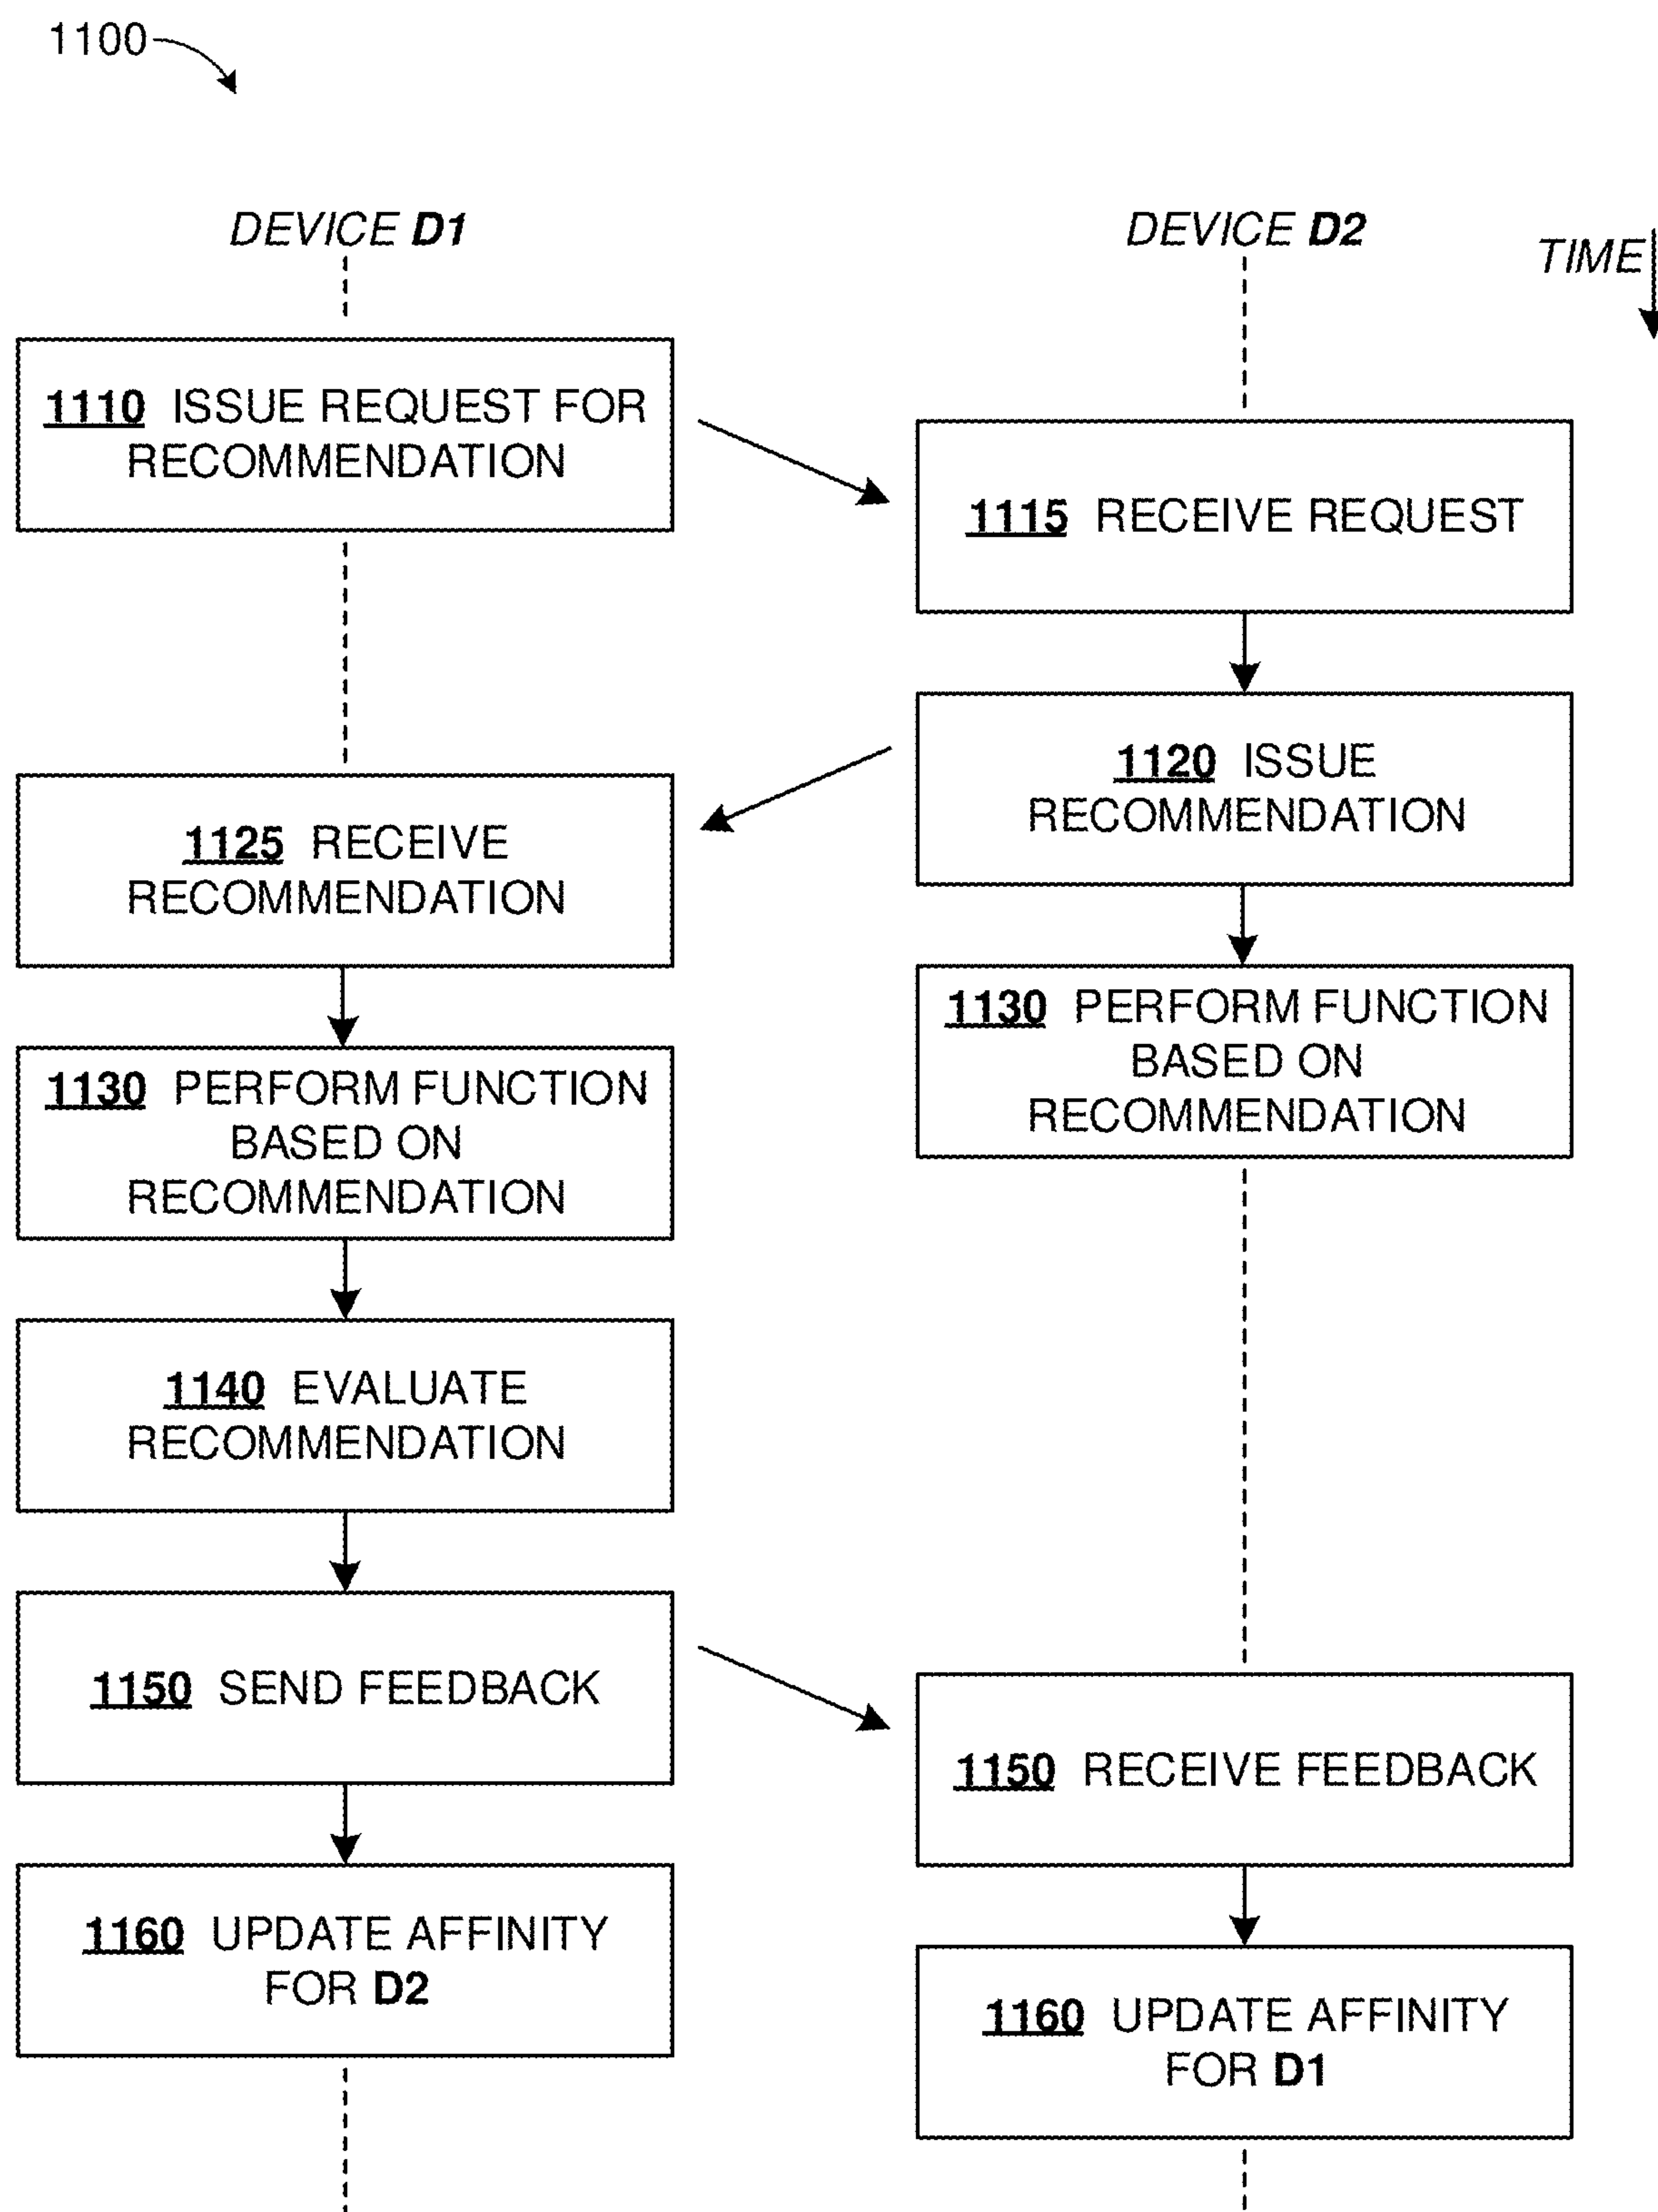 1100
DEVICE D1
DEVICE D2
TIME
1110 ISSUE REQUEST FOR
RECOMMENDATION
1115 RECEIVE REQUEST
1120 ISSUE
RECOMMENDATION
1125 RECEIVE
RECOMMENDATION
1130 PERFORM FUNCTION
BASED ON
RECOMMENDATION
1130 PERFORM FUNCTION
BASED ON
RECOMMENDATION
1140 EVALUATE
RECOMMENDATION
1150 SEND FEEDBACK
1150 RECEIVE FEEDBACK
1160 UPDATE AFFINITY
FOR D2
1160 UPDATE AFFINITY
FOR D1